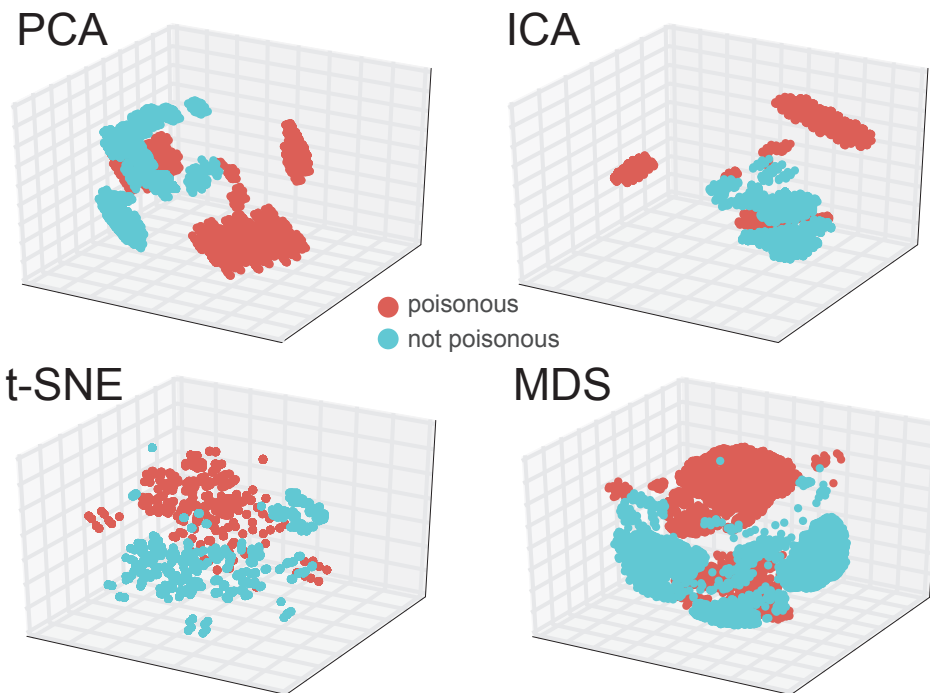 PCA
ICA
poisonous
not poisonous
t-SNE
MDS